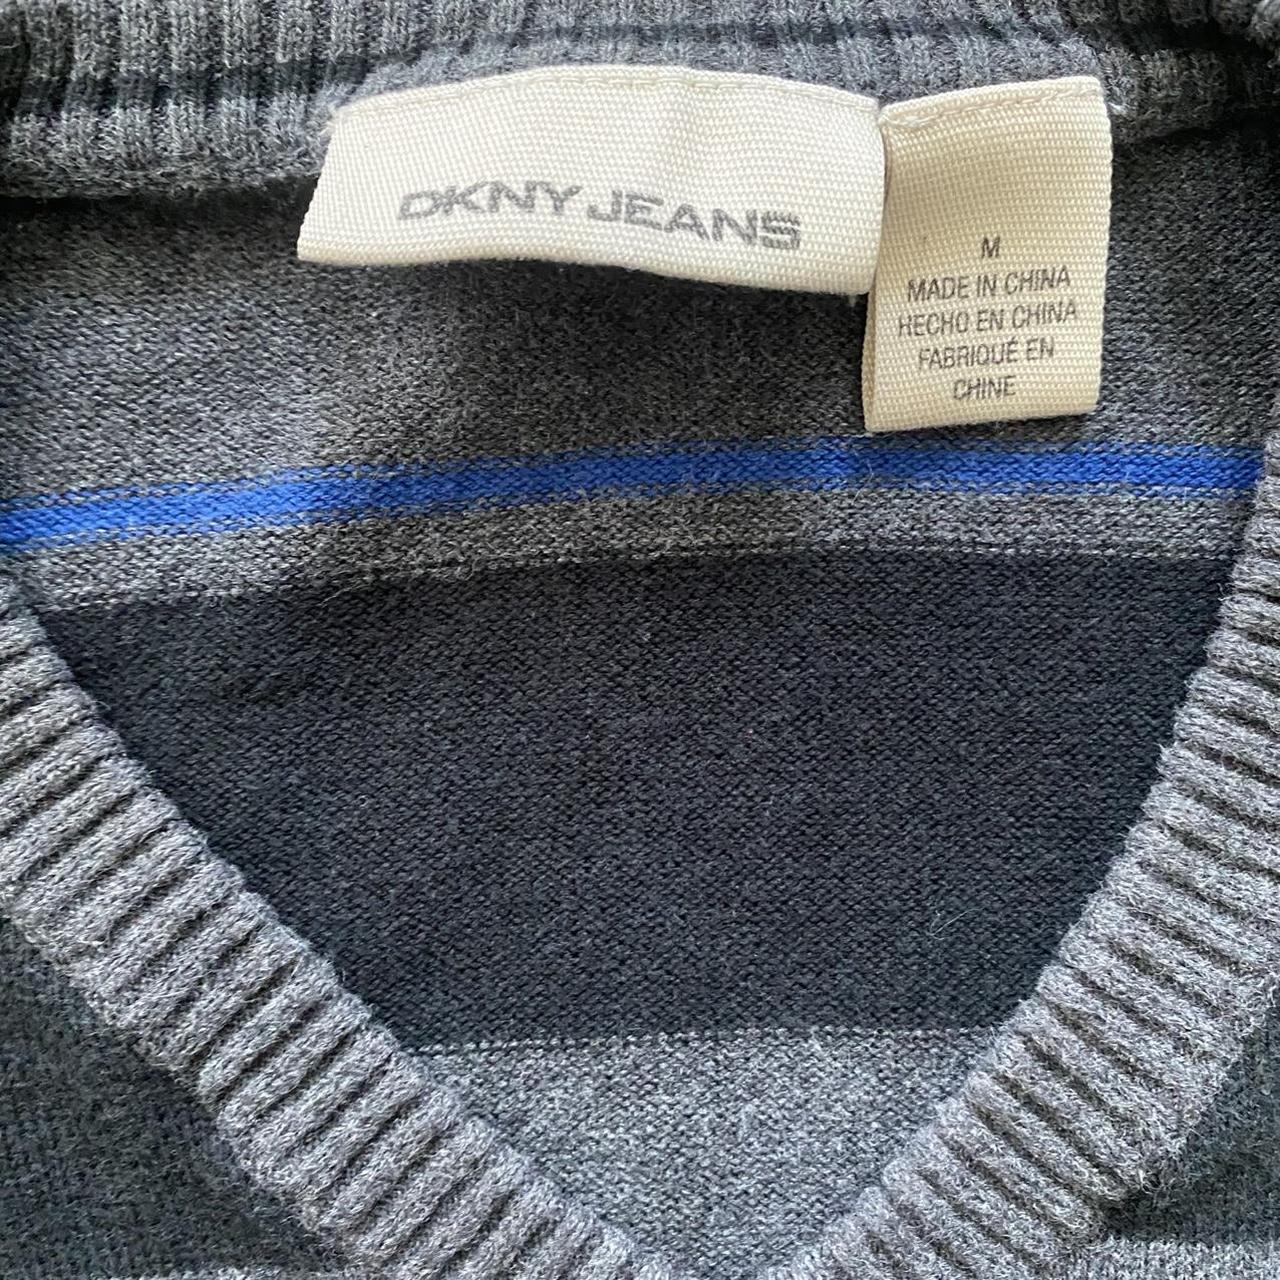 DKNY JEANS
M
MADE IN CHINA
HECHO EN CHINA
FABRIQUÉ EN
CHINE